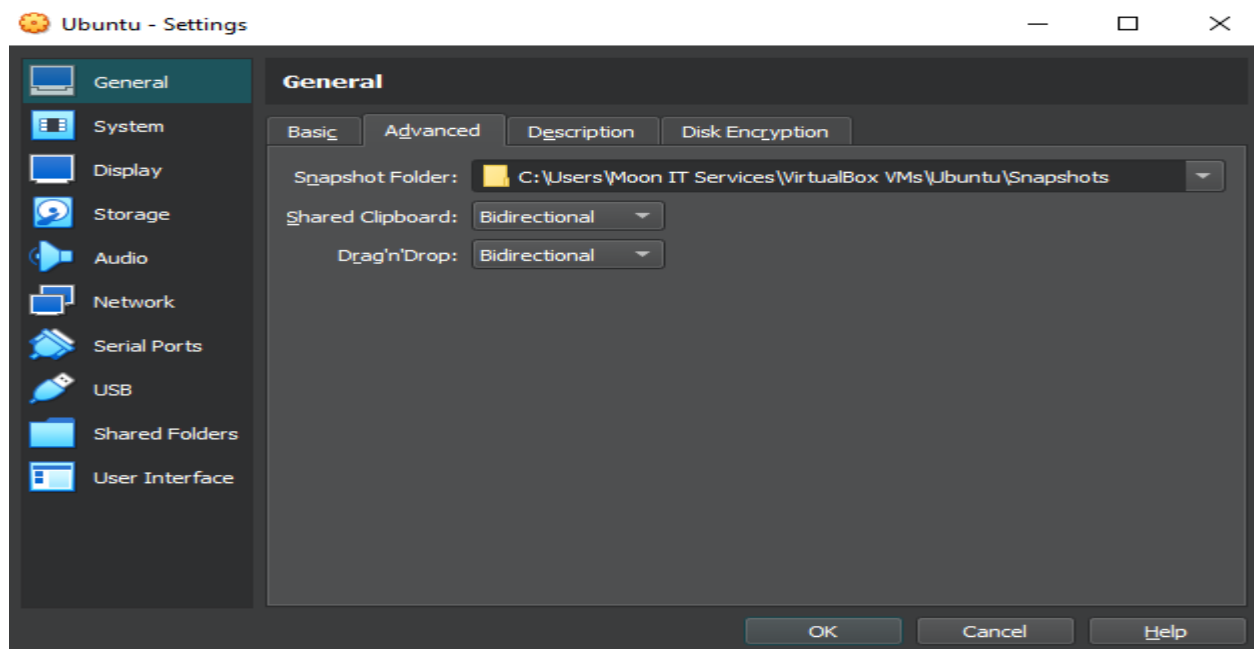 Ubuntu - Settings
General
System
Display
Storage
Audio
Network
Serial Ports
USB
Shared Folders
User Interface
General
Basic Advanced Description Disk Encryption
Snapshot Folder: C:\Users\Moon IT Services\VirtualBox VMs\Ubuntu\Snapshots
Shared Clipboard: Bidirectional
Drag'n'Drop: Bidirectional
OK Cancel Help